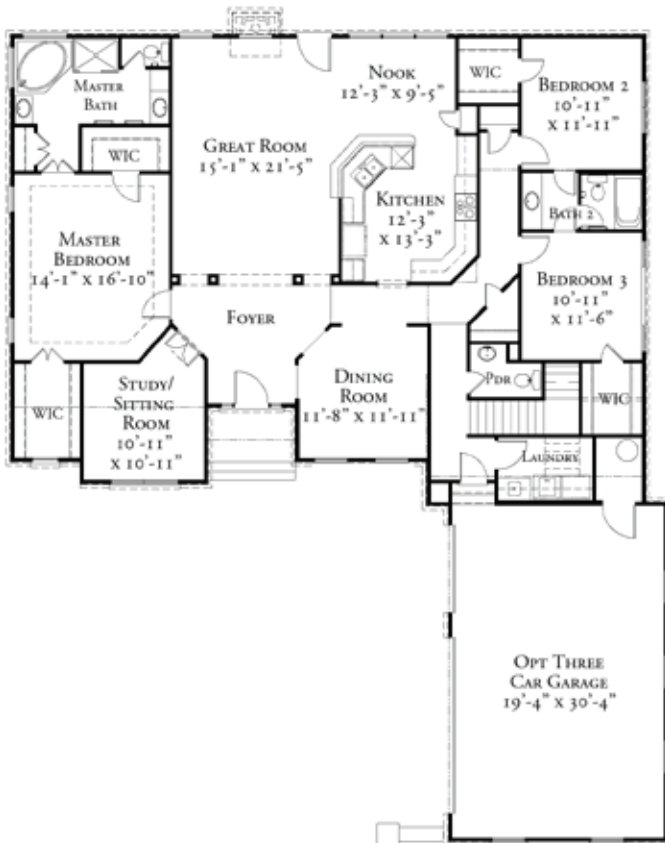 MASTER
BATH
WIC
GREAT ROOM
15'-1" X 21'-5"
NOOK
12'-3" X 9'-5"
WIC
BEDROOM 2
10'-11"
X 11'-11"
KITCHEN
12'-3"
X 13'-3"
BATH 2
MASTER
BEDROOM
14'-1" X 16'-10"
BEDROOM 3
10'-11"
X 11'-6"
FOYER
WIC
STUDY/
SITTING
ROOM
10'-11"
X 10'-11"
DINING
ROOM
11'-8" X 11'-11"
PDR
WIC
LAUNDRY
OPT THREE
CAR GARAGE
19'-4" X 30'-4"